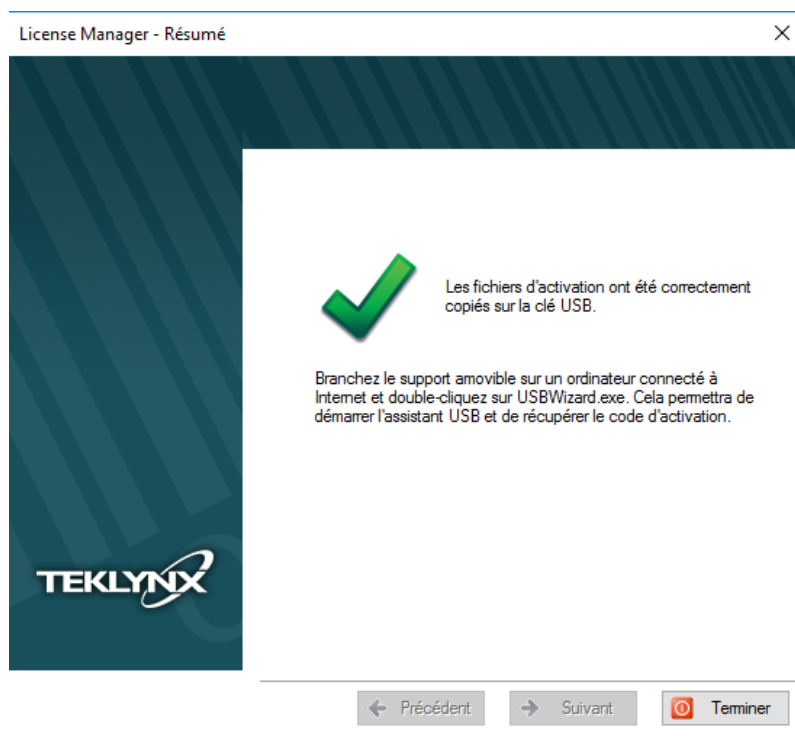 License Manager - Résumé
Les fichiers d'activation ont été correctement
copiés sur la clé USB.
Branchez le support amovible sur un ordinateur connecté à
Internet et double-cliquez sur USBWizard.exe. Cela permettra de
démarrer l'assistant USB et de récupérer le code d'activation.
TEKLYNX
Précédent
Suivant
Terminer